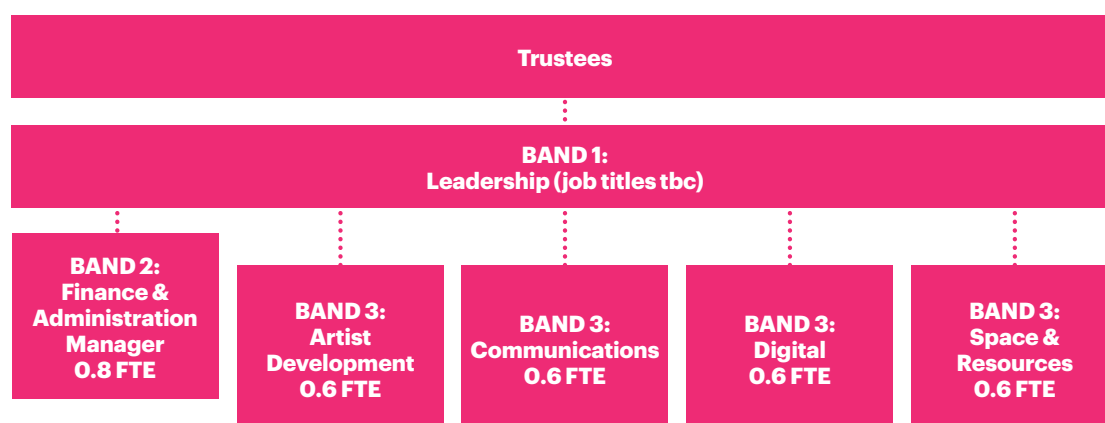 Trustees
BAND 1:
Leadership (job titles tbc)
BAND 2:
Finance &
Administration
Manager
0.8 FTE
BAND 3:
Artist
Development
0.6 FTE
BAND 3:
Communications
0.6 FTE
BAND 3:
Digital
0.6 FTE
BAND 3:
Space &
Resources
0.6 FTE